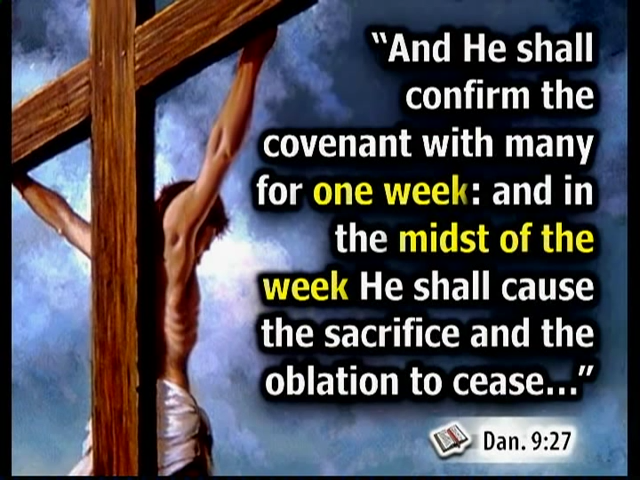 “And He shall
confirm the
covenant with many
for one week: and in
the midst of the
week He shall cause
the sacrifice and the
oblation to cease...”
Dan. 9:27